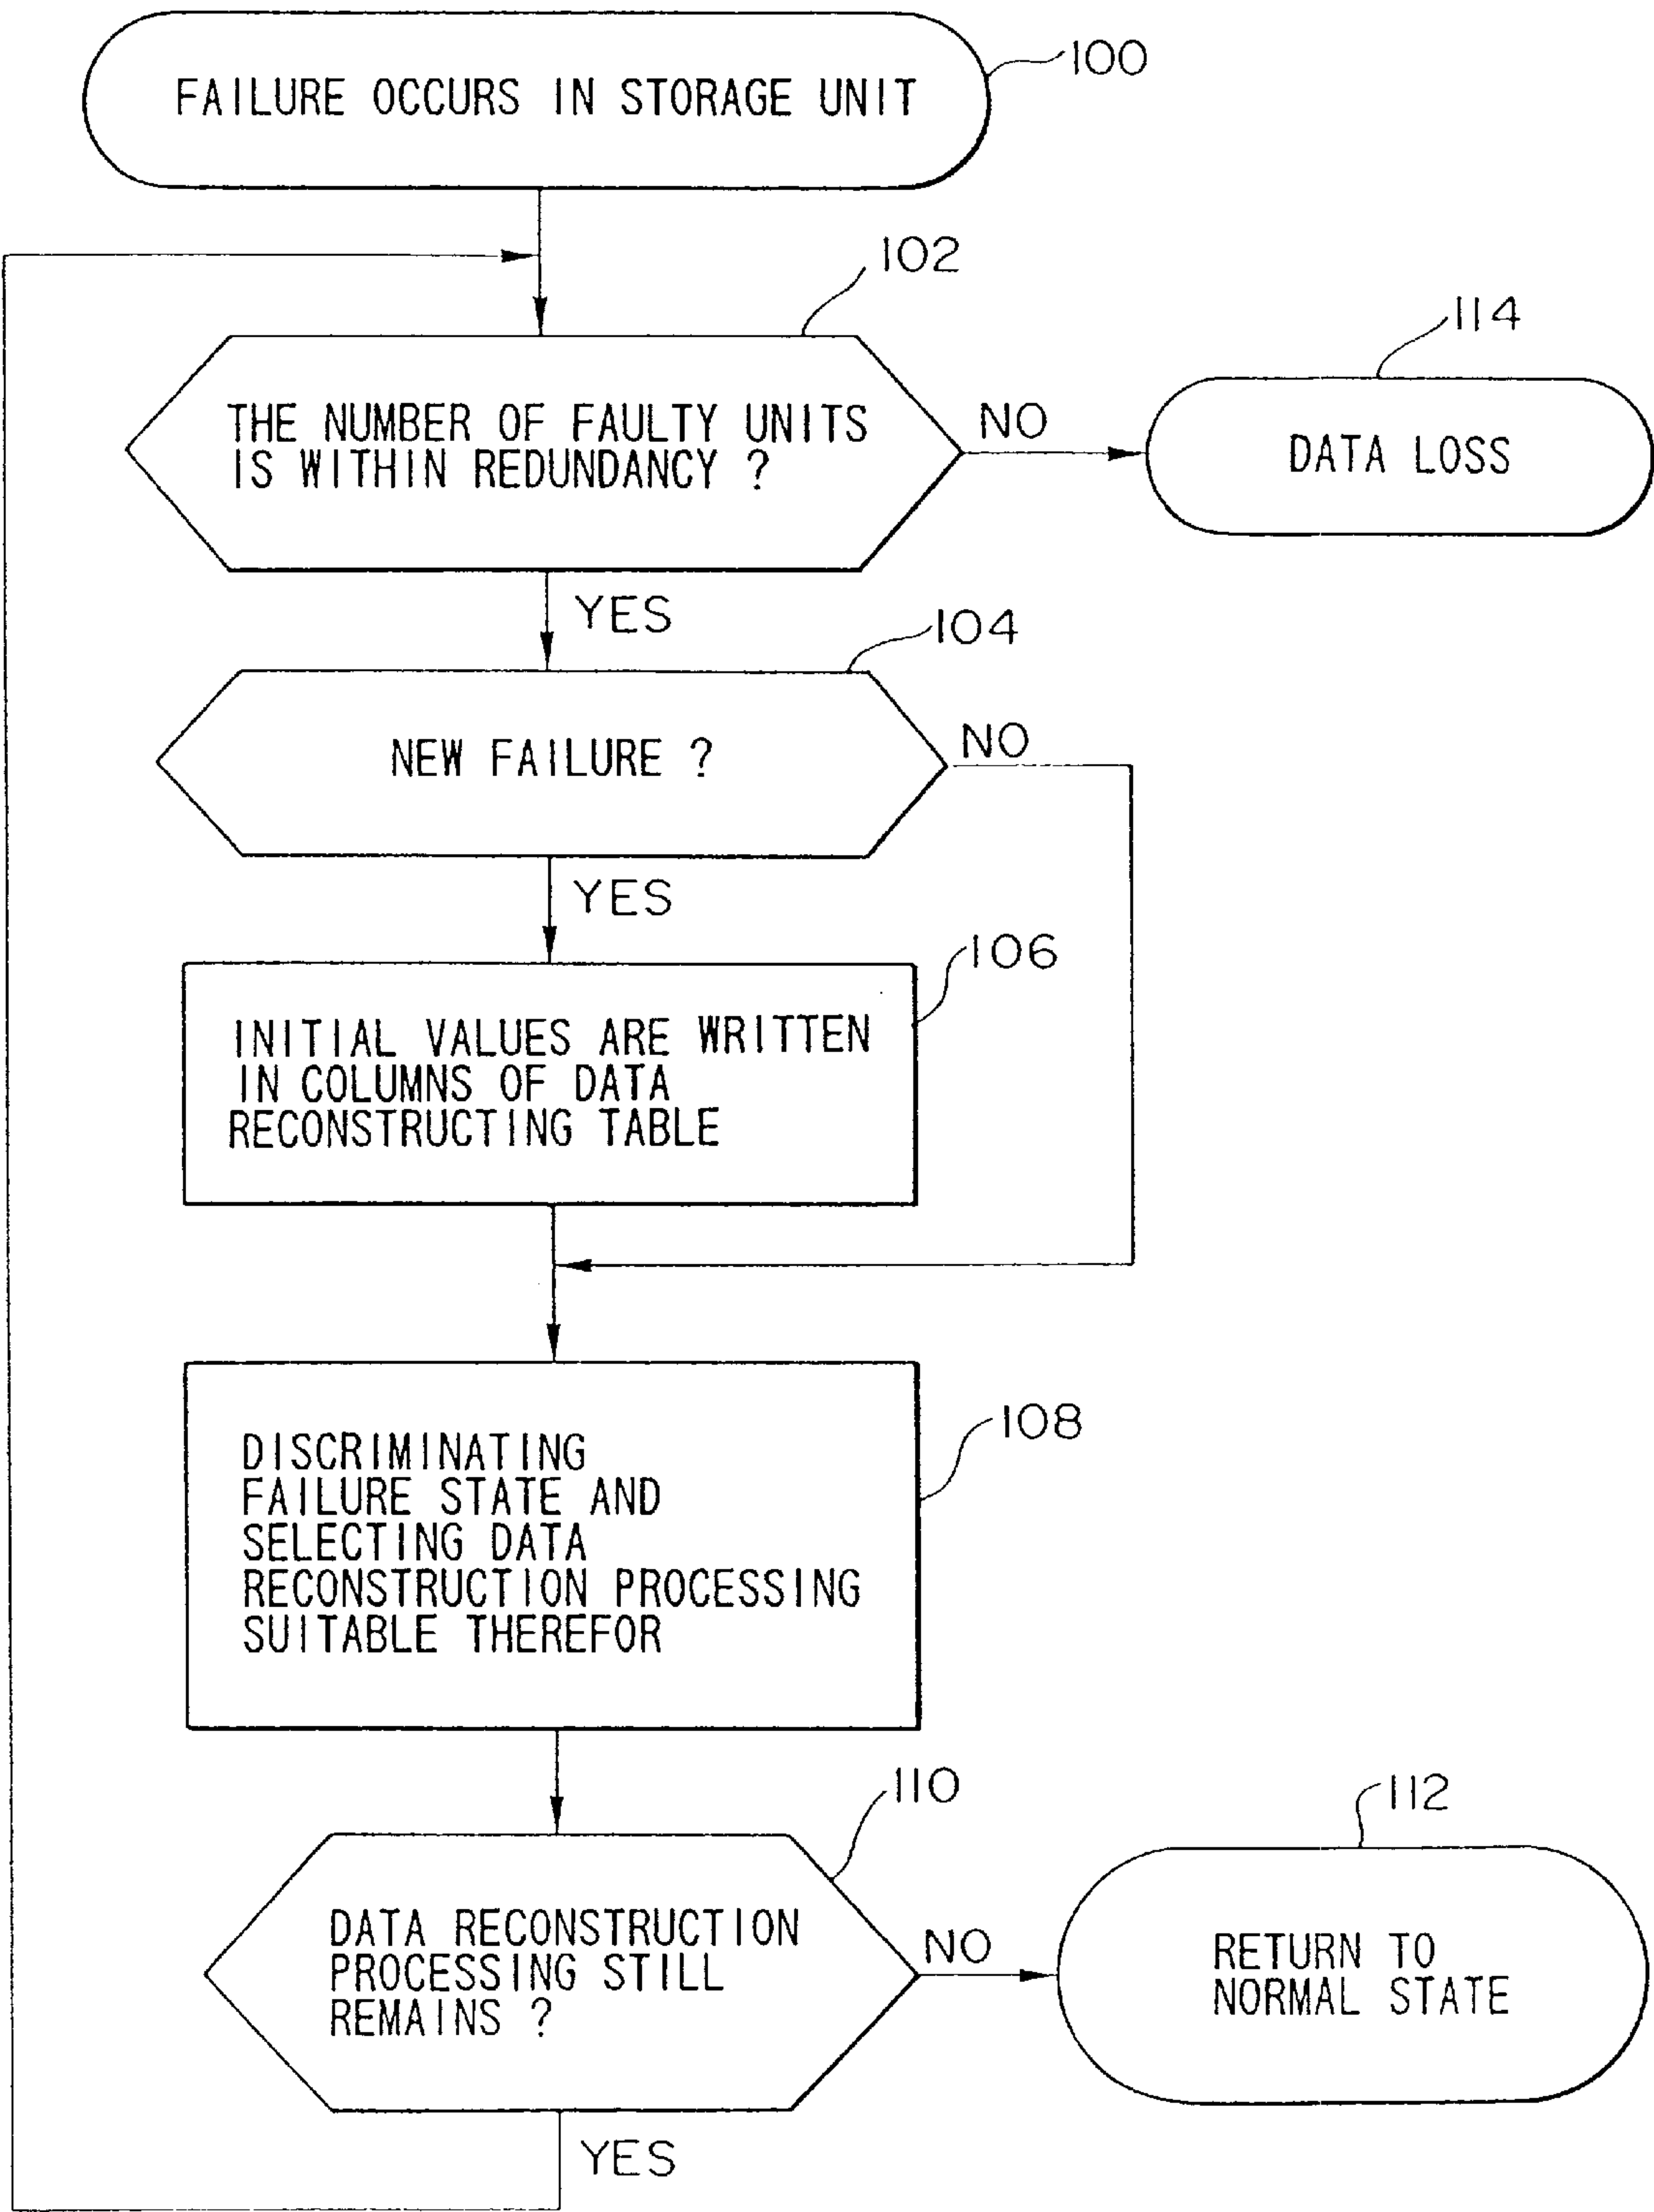 FAILURE OCCURS IN STORAGE UNIT
100
102
THE NUMBER OF FAULTY UNITS
IS WITHIN REDUNDANCY ?
NO
114
DATA LOSS
YES
104
NEW FAILURE ?
NO
YES
106
INITIAL VALUES ARE WRITTEN
IN COLUMNS OF DATA
RECONSTRUCTING TABLE
108
DISCRIMINATING
FAILURE STATE AND
SELECTING DATA
RECONSTRUCTION PROCESSING
SUITABLE THEREFOR
110
DATA RECONSTRUCTION
PROCESSING STILL
REMAINS ?
NO
112
RETURN TO
NORMAL STATE
YES